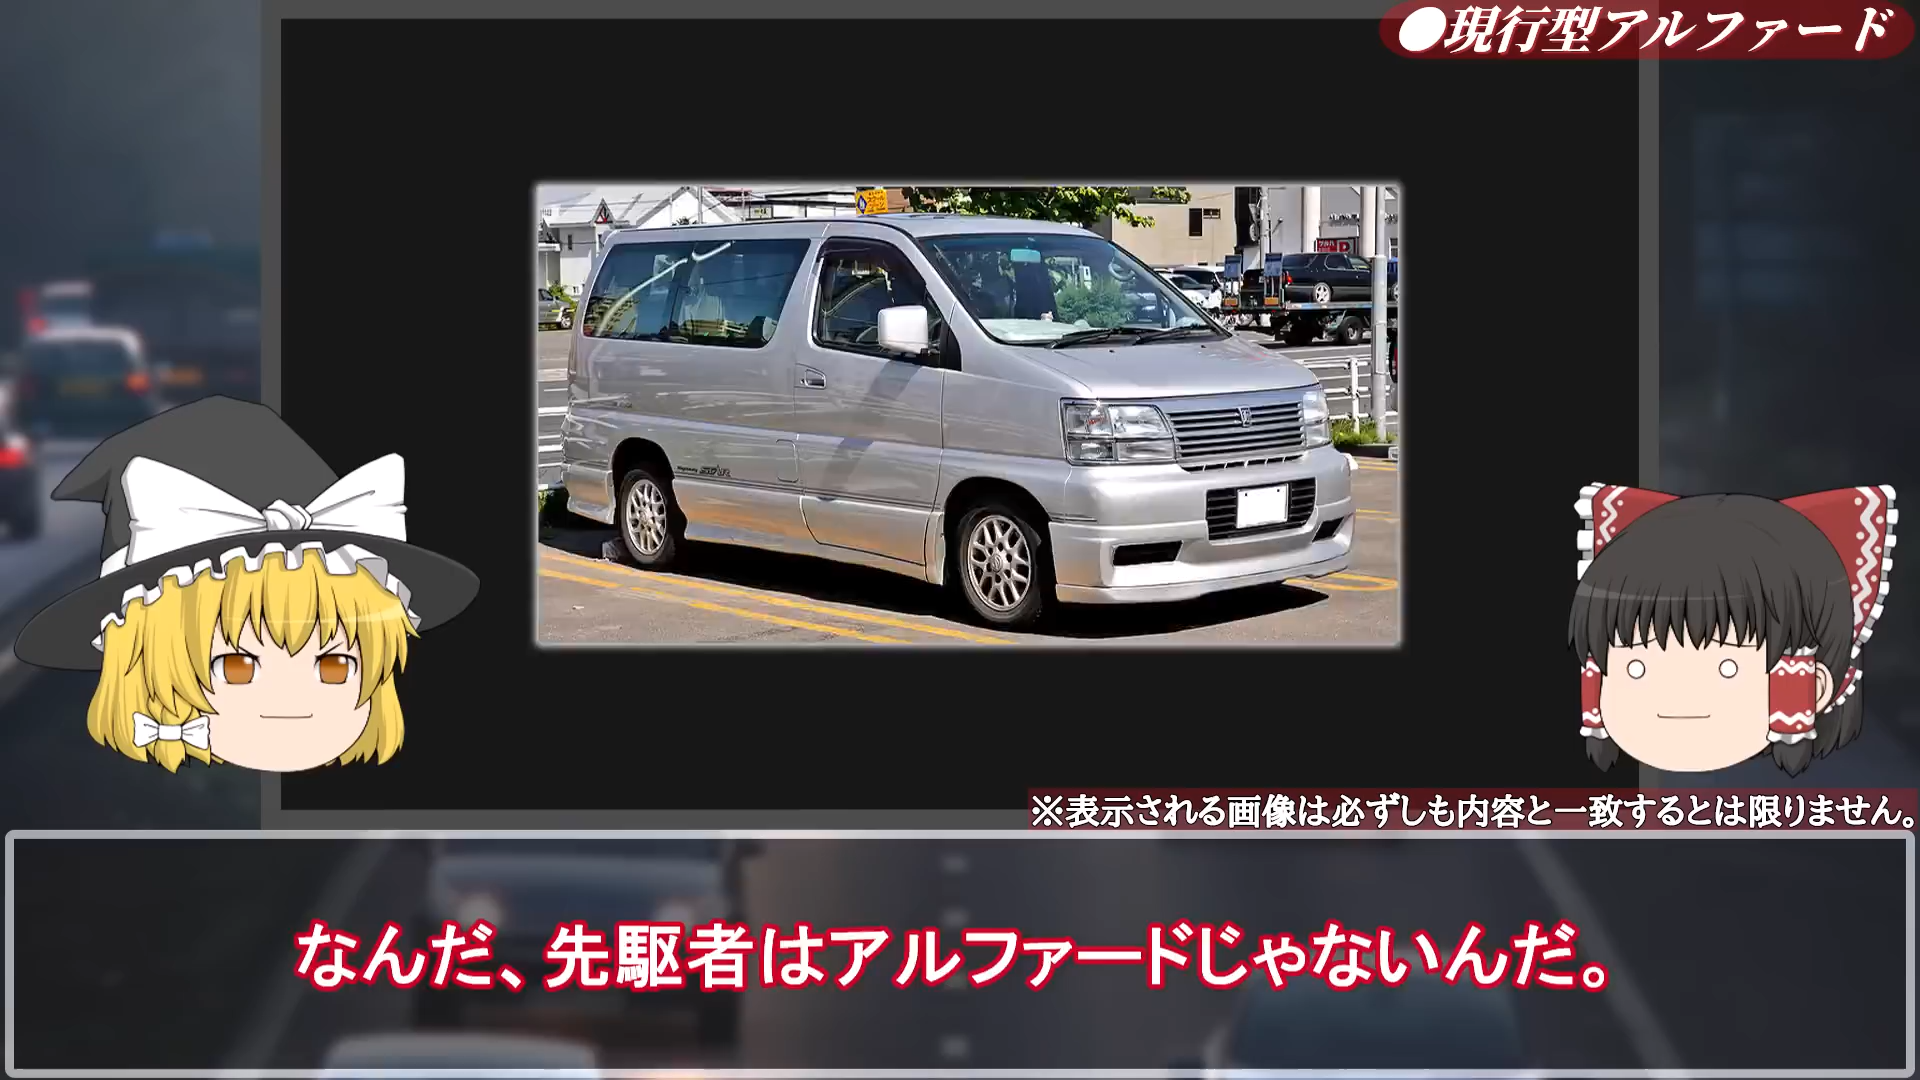 ●現行型アルファード
Highway STAR
※表示される画像は必ずしも内容と一致するとは限りません。
なんだ、先駆者はアルファードじゃないんだ。